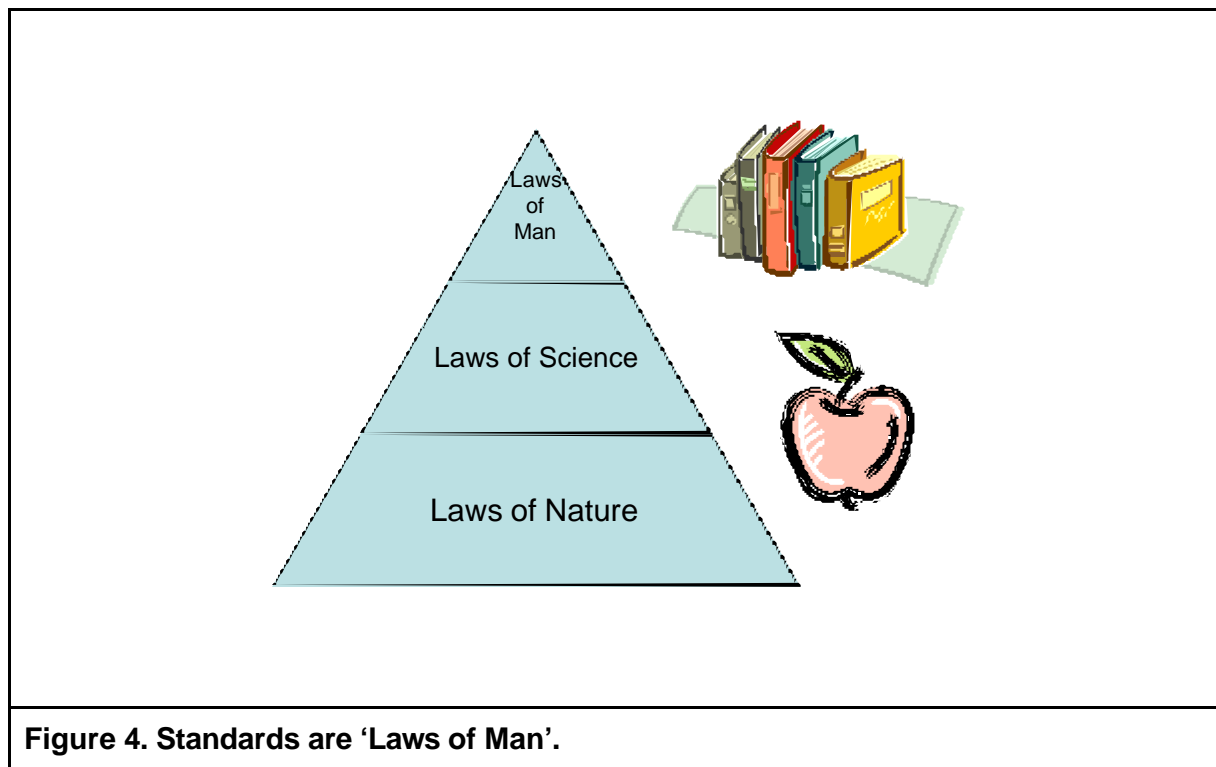 Laws
of
Man
Laws of Science
Laws of Nature
Figure 4. Standards are ‘Laws of Man’.